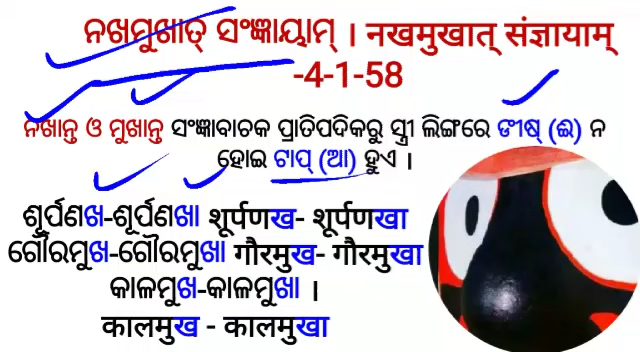 ନଖମୁଖାତ୍ ସଂଜ୍ଞାୟାମ୍ । नखमुखात् संज्ञायाम्
-4-1-58
ନଖାନ୍ତ ଓ ମୁଖାନ୍ତ ସଂଜ୍ଞାବାଚକ ପ୍ରାତିପଦିକରୁ ସ୍ତ୍ରୀ ଲିଙ୍ଗରେ ଙୀଷ୍ (ଈ) ନ
ହୋଇ ଟାପ୍ (ଆ) ହୁଏ ।
ଶୂର୍ପଣଖ-ଶୂର୍ପଣଖା शूर्पणख- शूर्पणखा
ଗୌରମୁଖ-ଗୌରମୁଖା गौरमुख- गौरमुखा
କାଳମୁଖ-କାଳମୁଖା ।
कालमुख - कालमुखा